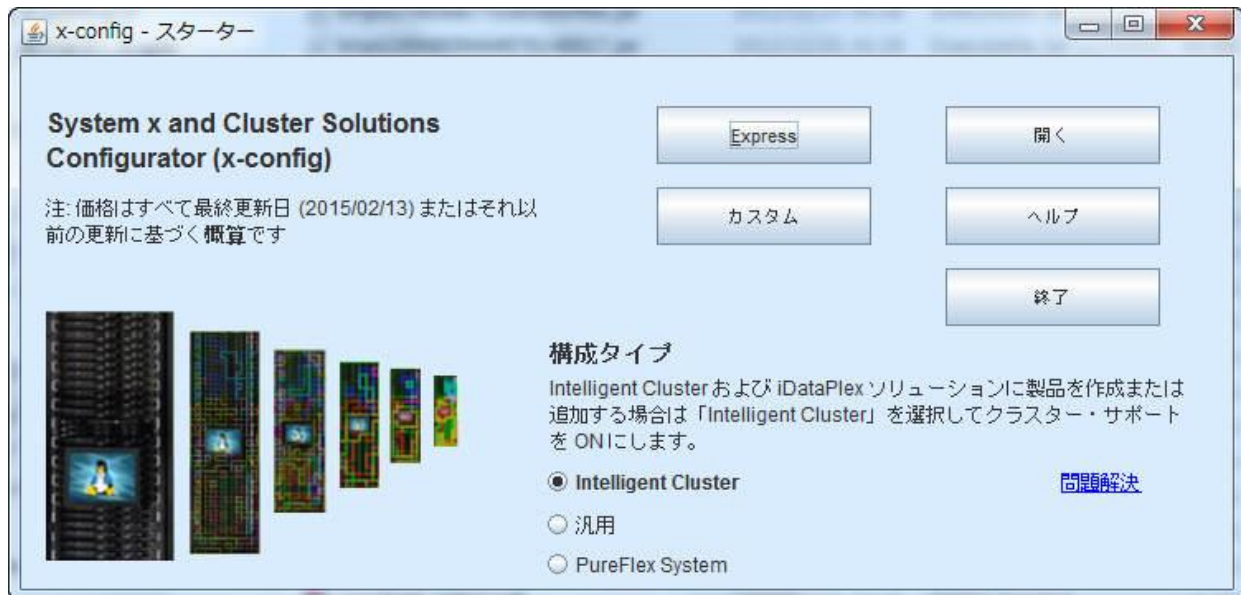 x-config - スターター
System x and Cluster Solutions
Configurator (x-config)
注: 価格はすべて最終更新日 (2015/02/13) またはそれ以
前の更新に基づく概算です
Express
開く
カスタム
ヘルプ
終了
構成タイプ
Intelligent Cluster および iDataPlex ソリューションに製品を作成または
追加する場合は「Intelligent Cluster」を選択してクラスター・サポート
を ON にします。
Intelligent Cluster
問題解決
汎用
PureFlex System